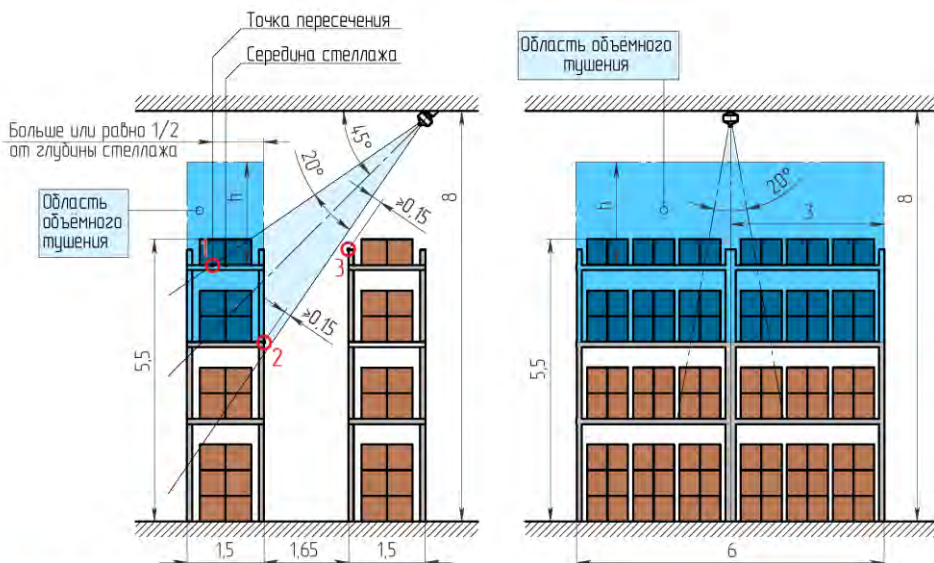 Точка пересечения
Середина стеллажа
Больше или равно 1/2
от глубины стеллажа
Область
объёмного
тушения
h
45°
20°
≥0,15
≥0,15
8
5,5
1
2
3
1,5
1,65
1,5
Область объёмного
тушения
h
20°
3
8
5,5
6